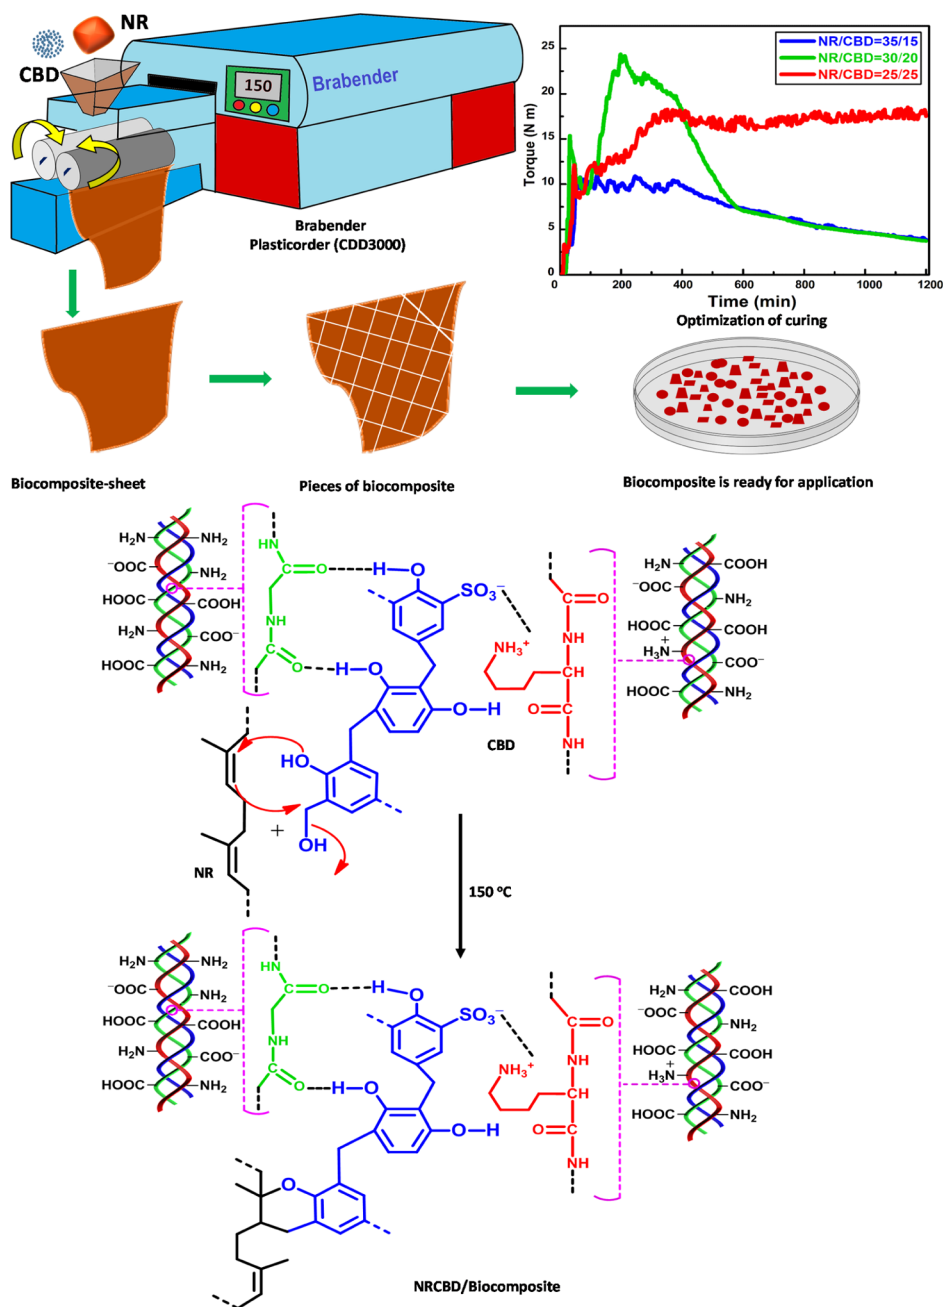 NR
CBD
150
Brabender
Brabender
Plasticorder (CDD3000)
NR/CBD=35/15
NR/CBD=30/20
NR/CBD=25/25
Torque (N m)
25
20
15
10
5
0
0
200
400
600
800
1000
1200
Time (min)
Optimization of curing
Biocomposite-sheet
Pieces of biocomposite
Biocomposite is ready for application
H₂N
NH₂
⁻OOC
NH₂
HOOC
COOH
H₂N
COO⁻
HOOC
NH₂
HN
C
O
NH
C
O
H
O
SO₃⁻
H
O
O
H
HO
OH
C
O
NH
NH₃⁺
C
H
O
C
NH
CBD
H₂N
COOH
⁻OOC
NH₂
HOOC
COOH
+
H₃N
COO⁻
HOOC
NH₂
+
NR
150 °C
H₂N
NH₂
⁻OOC
NH₂
HOOC
COOH
H₂N
COO⁻
HOOC
NH₂
HN
C
O
NH
C
O
H
O
SO₃⁻
H
O
O
H
O
C
O
NH
NH₃⁺
C
H
O
C
NH
H₂N
COOH
⁻OOC
NH₂
HOOC
COOH
+
H₃N
COO⁻
HOOC
NH₂
NRCBD/Biocomposite